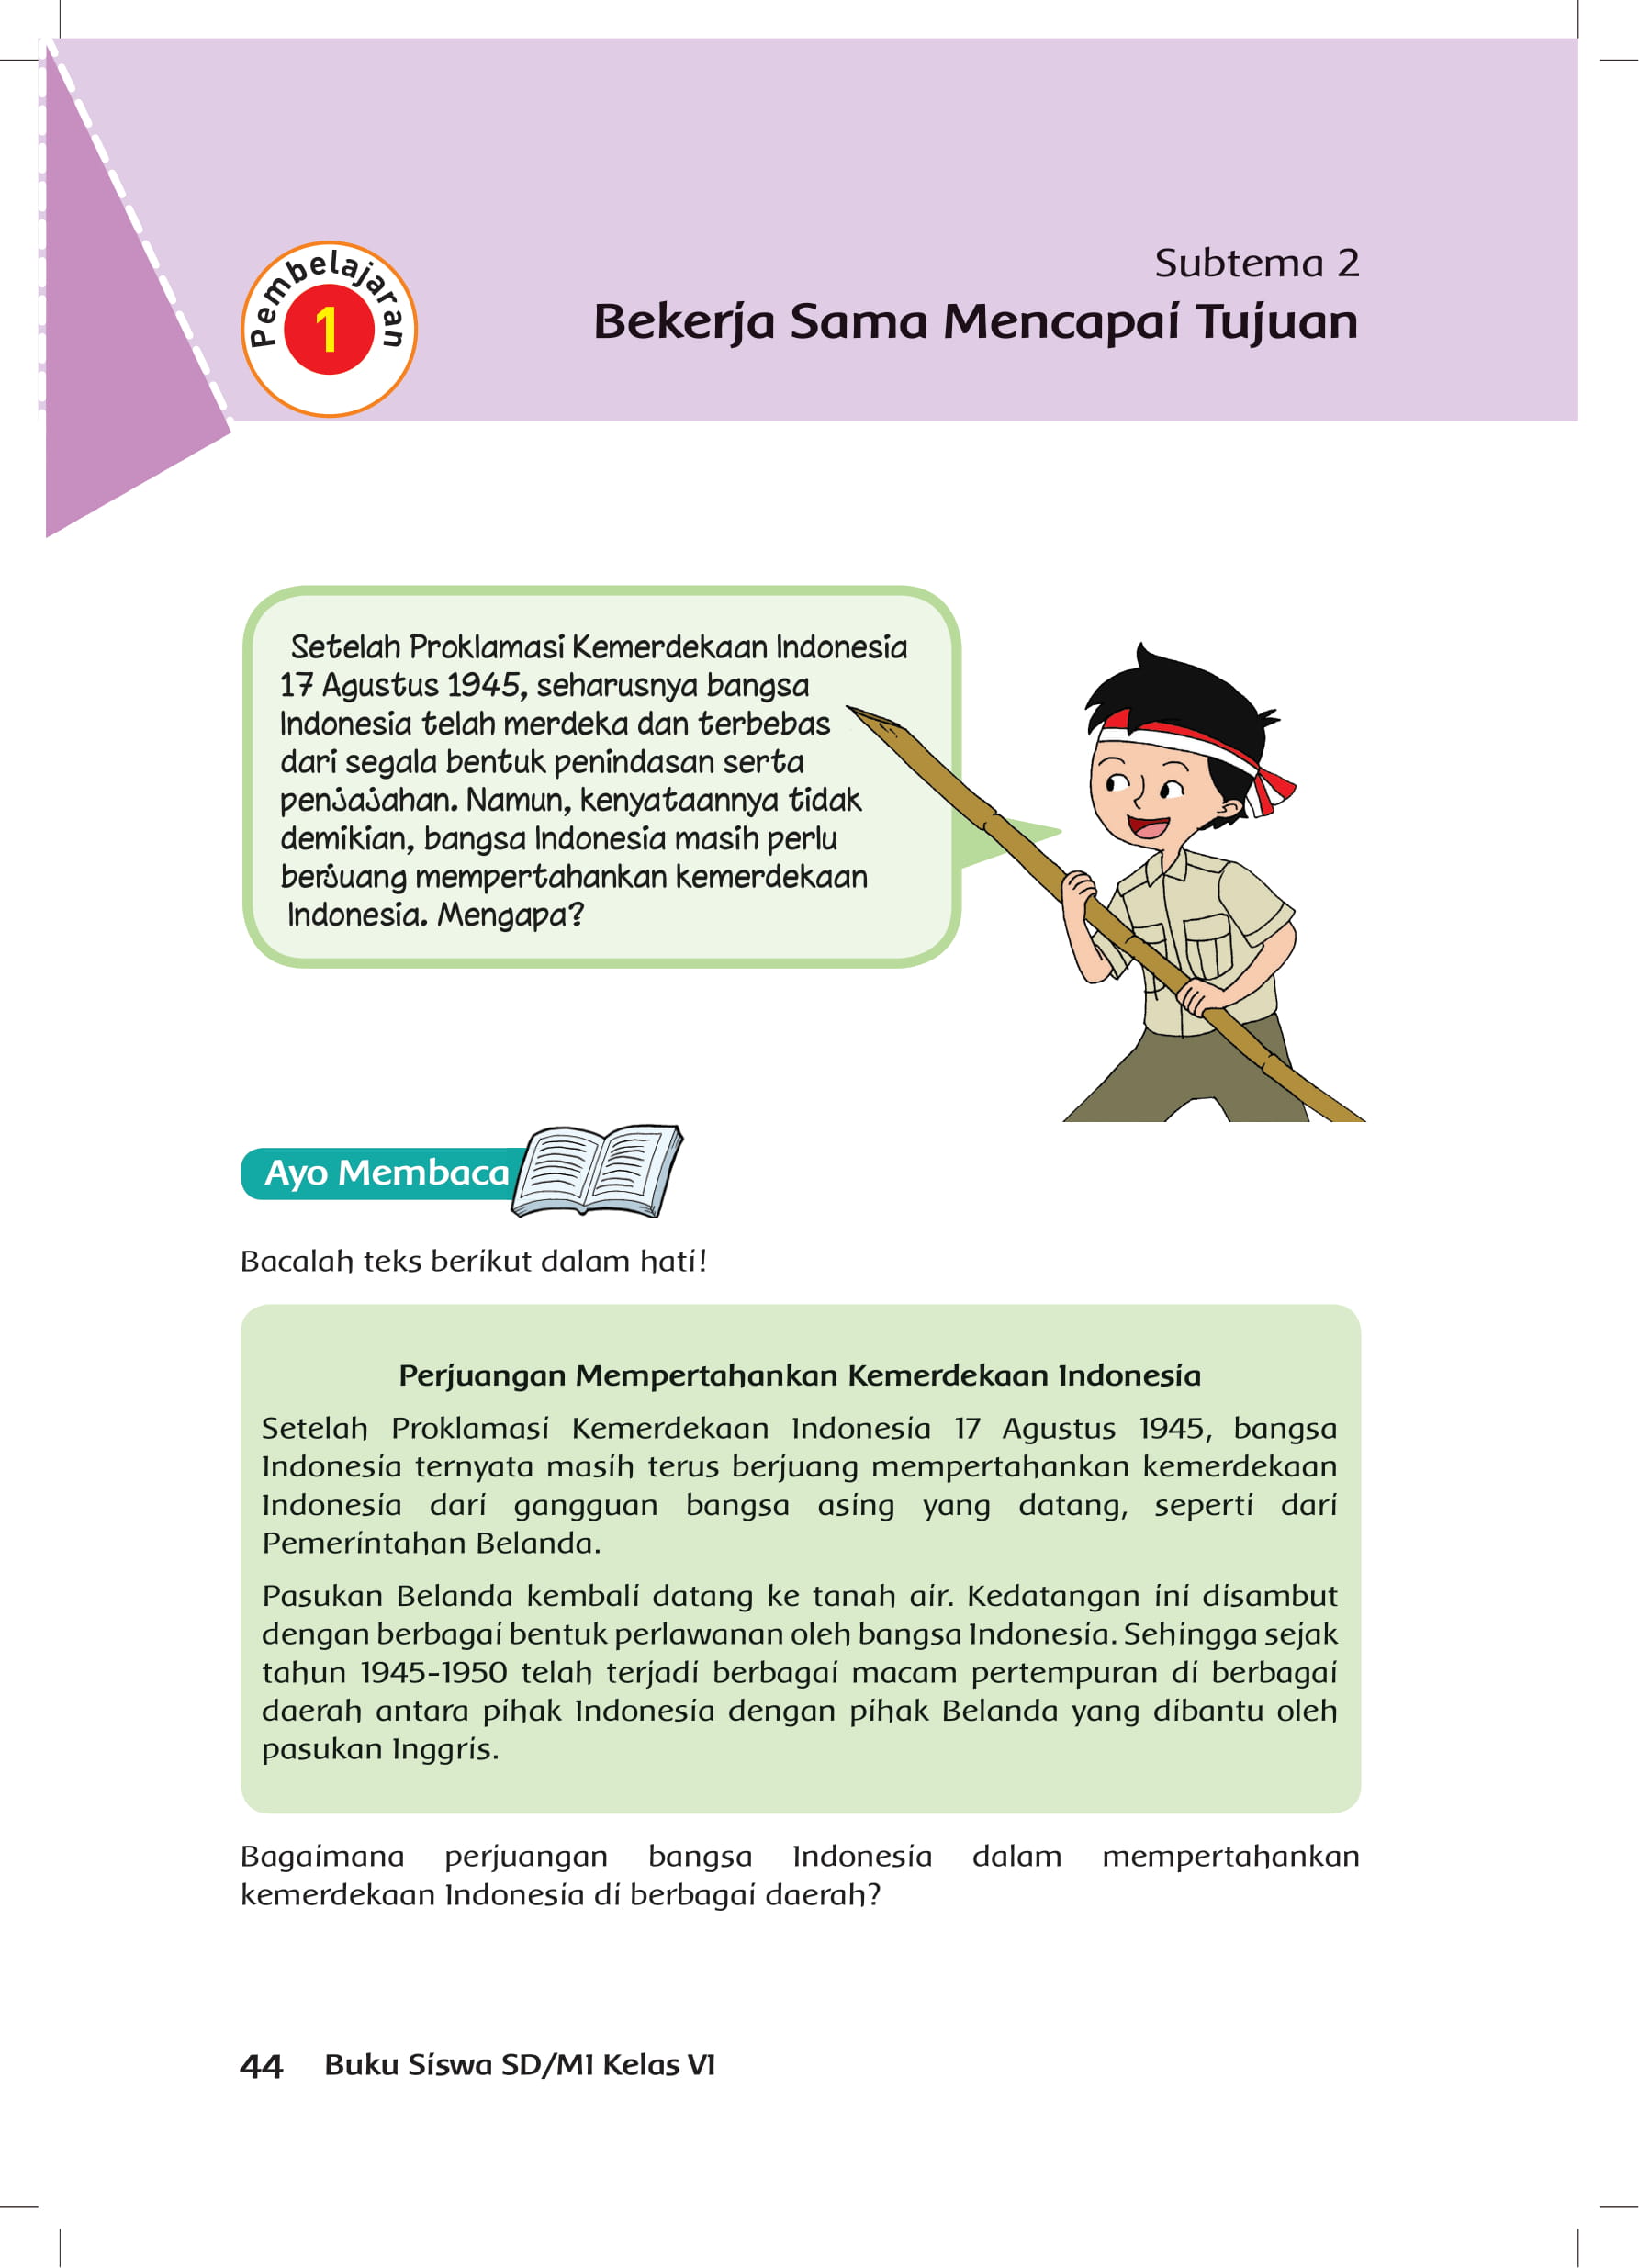 Subtema 2
Bekerja Sama Mencapai Tujuan
Pembelajaran
1
Setelah Proklamasi Kemerdekaan Indonesia
17 Agustus 1945, seharusnya bangsa
Indonesia telah merdeka dan terbebas
dari segala bentuk penindasan serta
penjajahan. Namun, kenyataannya tidak
demikian, bangsa Indonesia masih perlu
berjuang mempertahankan kemerdekaan
Indonesia. Mengapa?
Ayo Membaca
Bacalah teks berikut dalam hati!
Perjuangan Mempertahankan Kemerdekaan Indonesia
Setelah Proklamasi Kemerdekaan Indonesia 17 Agustus 1945, bangsa
Indonesia ternyata masih terus berjuang mempertahankan kemerdekaan
Indonesia dari gangguan bangsa asing yang datang, seperti dari
Pemerintahan Belanda.
Pasukan Belanda kembali datang ke tanah air. Kedatangan ini disambut
dengan berbagai bentuk perlawanan oleh bangsa Indonesia. Sehingga sejak
tahun 1945-1950 telah terjadi berbagai macam pertempuran di berbagai
daerah antara pihak Indonesia dengan pihak Belanda yang dibantu oleh
pasukan Inggris.
Bagaimana perjuangan bangsa Indonesia dalam mempertahankan
kemerdekaan Indonesia di berbagai daerah?
44 Buku Siswa SD/MI Kelas VI